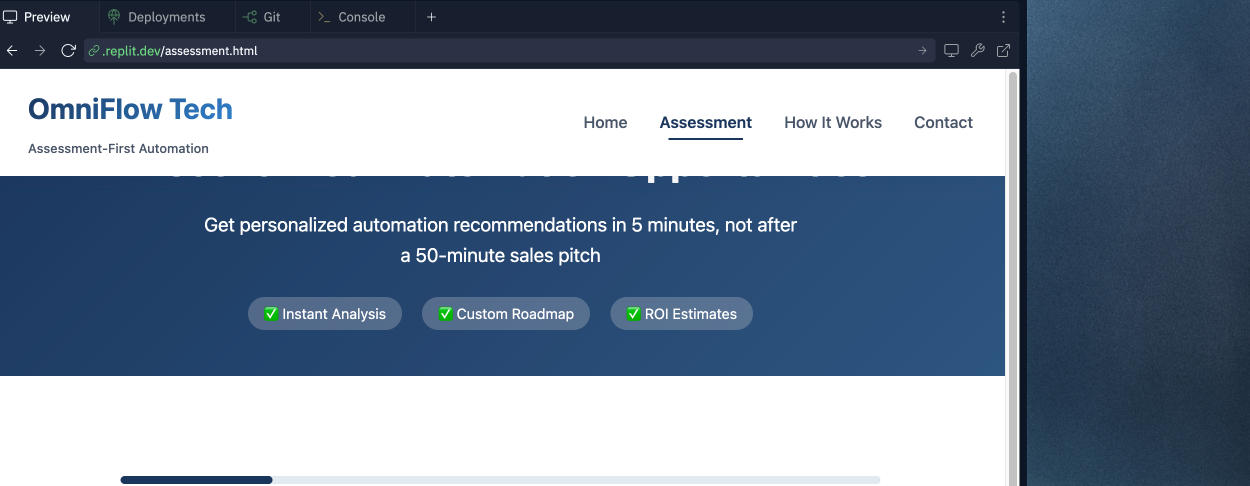 Preview
Deployments
Git
Console
.replit.dev/assessment.html
OmniFlow Tech
Assessment-First Automation
Home
Assessment
How It Works
Contact
Get personalized automation recommendations in 5 minutes, not after
a 50-minute sales pitch
✅ Instant Analysis
✅ Custom Roadmap
✅ ROI Estimates